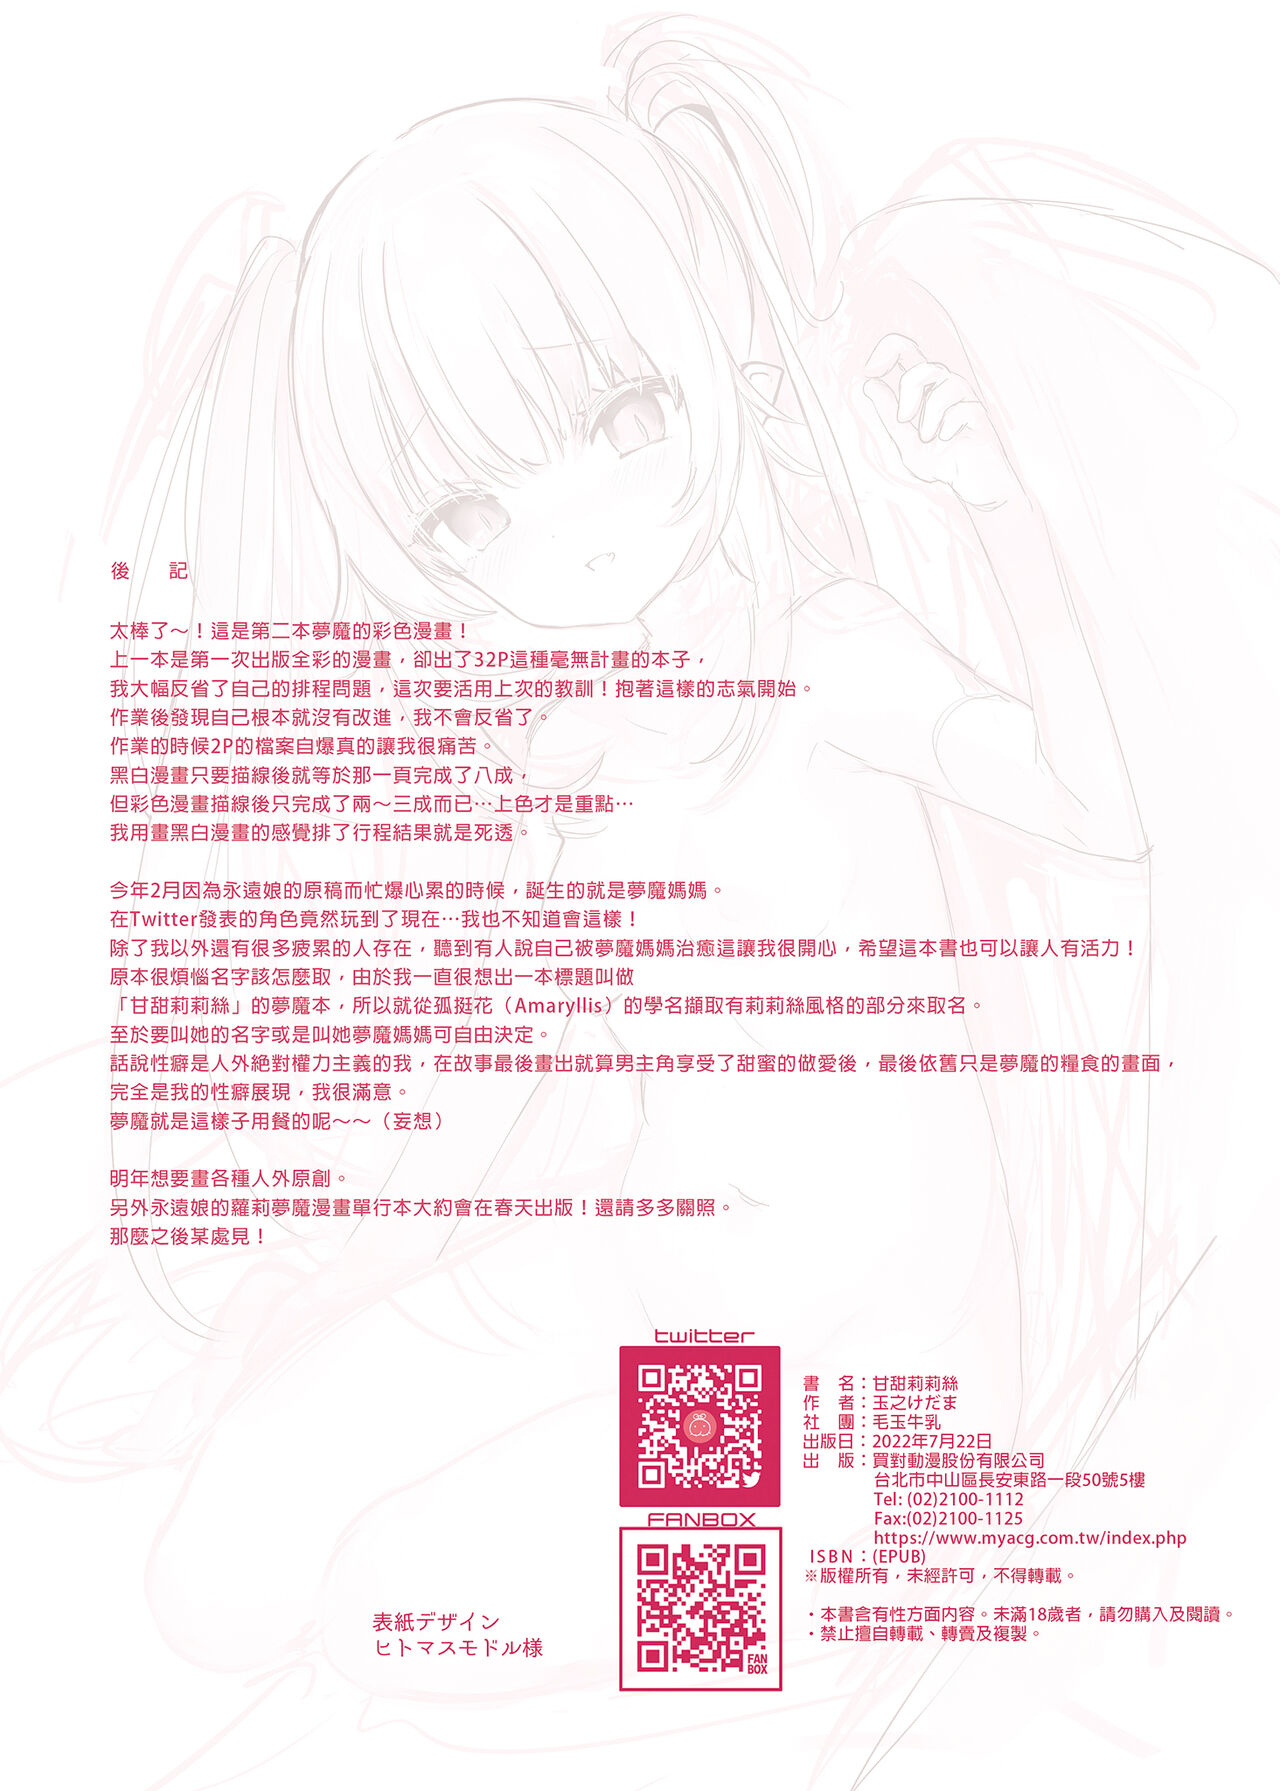 後　　記
太棒了～！這是第二本夢魔的彩色漫畫！
上一本是第一次出版全彩的漫畫，卻出了32P這種毫無計畫的本子，
我大幅反省了自己的排程問題，這次要活用上次的教訓！抱著這樣的志氣開始。
作業後發現自己根本就沒有改進，我不會反省了。
作業的時候2P的檔案自爆真的讓我很痛苦。
黑白漫畫只要描線後就等於那一頁完成了八成，
但彩色漫畫描線後只完成了兩～三成而已…上色才是重點…
我用畫黑白漫畫的感覺排了行程結果就是死透。
今年2月因為永遠娘的原稿而忙爆心累的時候，誕生的就是夢魔媽媽。
在Twitter發表的角色竟然玩到了現在…我也不知道會這樣！
除了我以外還有很多疲累的人存在，聽到有人說自己被夢魔媽媽治癒這讓我很開心，希望這本書也可以讓人有活力！
原本很煩惱名字該怎麼取，由於我一直很想出一本標題叫做
「甘甜莉莉絲」的夢魔本，所以就從孤挺花（Amaryllis）的學名擷取有莉莉絲風格的部分來取名。
至於要叫她的名字或是叫她夢魔媽媽可自由決定。
話說性癖是人外絕對權力主義的我，在故事最後畫出就算男主角享受了甜蜜的做愛後，最後依舊只是夢魔的糧食的畫面，
完全是我的性癖展現，我很滿意。
夢魔就是這樣子用餐的呢～～（妄想）
明年想要畫各種人外原創。
另外永遠娘的蘿莉夢魔漫畫單行本大約會在春天出版！還請多多關照。
那麼之後某處見！
twitter
FANBOX
FAN
BOX
表紙デザイン
ヒトマスモドル様
書　名：甘甜莉莉絲
作　者：玉之けだま
社　團：毛玉牛乳
出版日：2022年7月22日
出　版：買對動漫股份有限公司
台北市中山區長安東路一段50號5樓
Tel: (02)2100-1112
Fax:(02)2100-1125
https://www.myacg.com.tw/index.php
ISBN：(EPUB)
※版權所有，未經許可，不得轉載。
・本書含有性方面內容。未滿18歲者，請勿購入及閱讀。
・禁止擅自轉載、轉賣及複製。